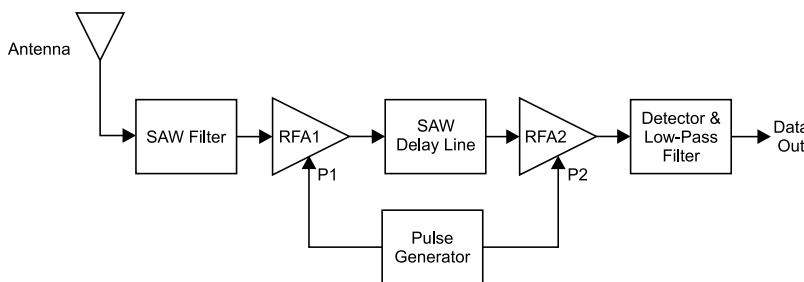 Antenna
SAW Filter
RFA1
SAW
Delay Line
RFA2
Detector &
Low-Pass
Filter
Data
Out
P1
P2
Pulse
Generator